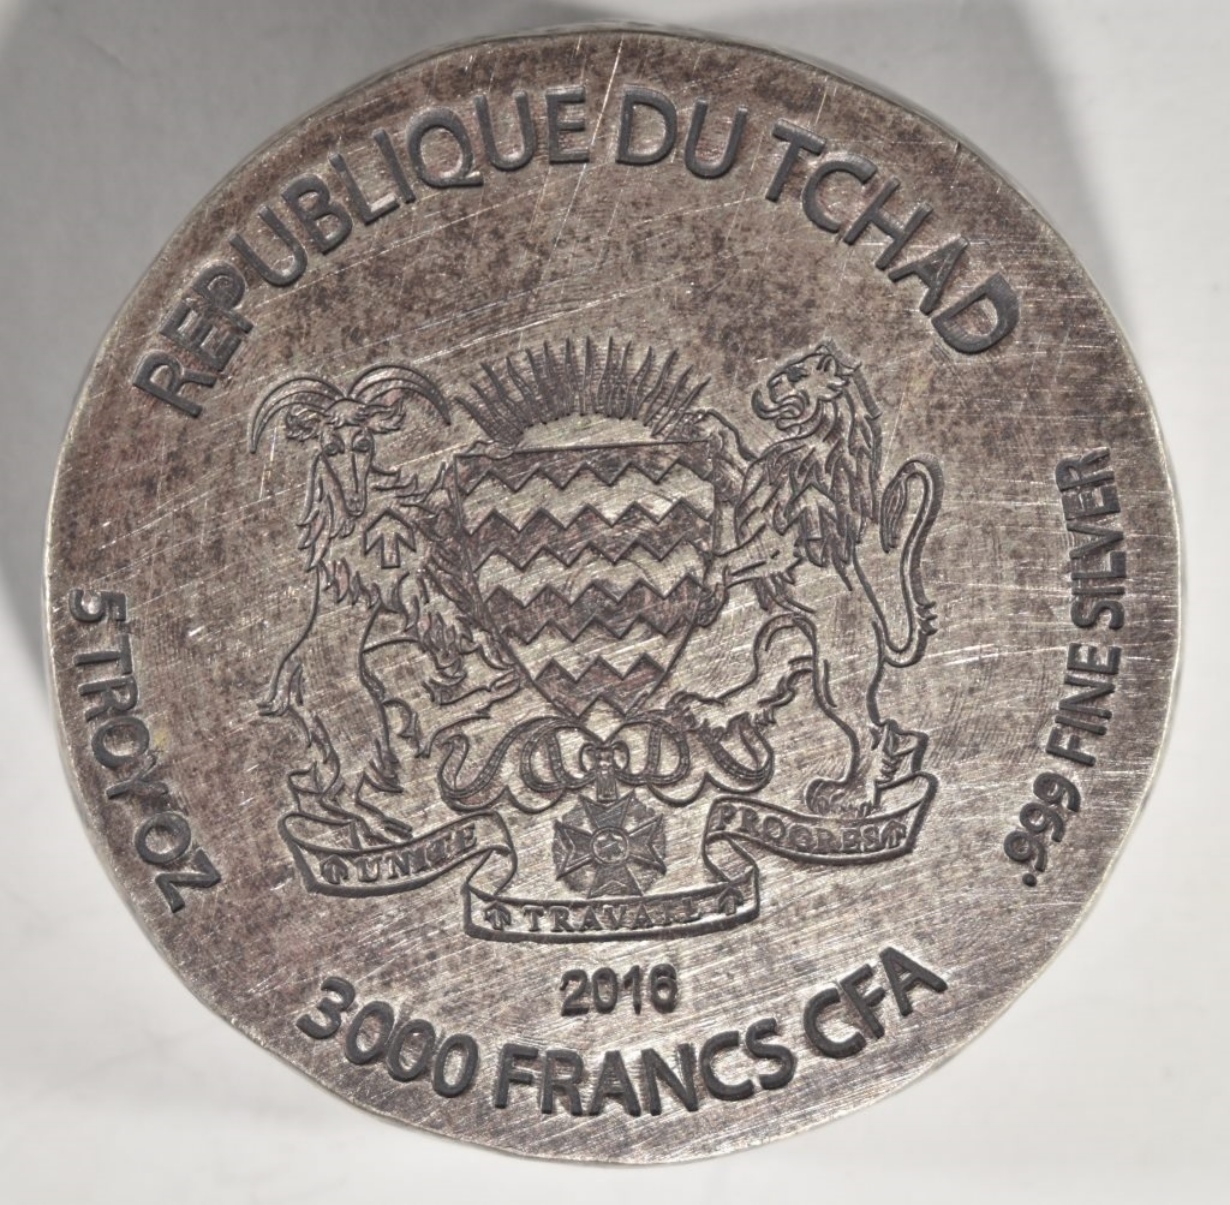 REPUBLIQUE DU TCHAD
5 TROY OZ
.999 FINE SILVER
UNITE
TRAVAIL
PROGRES
2016
3000 FRANCS CFA